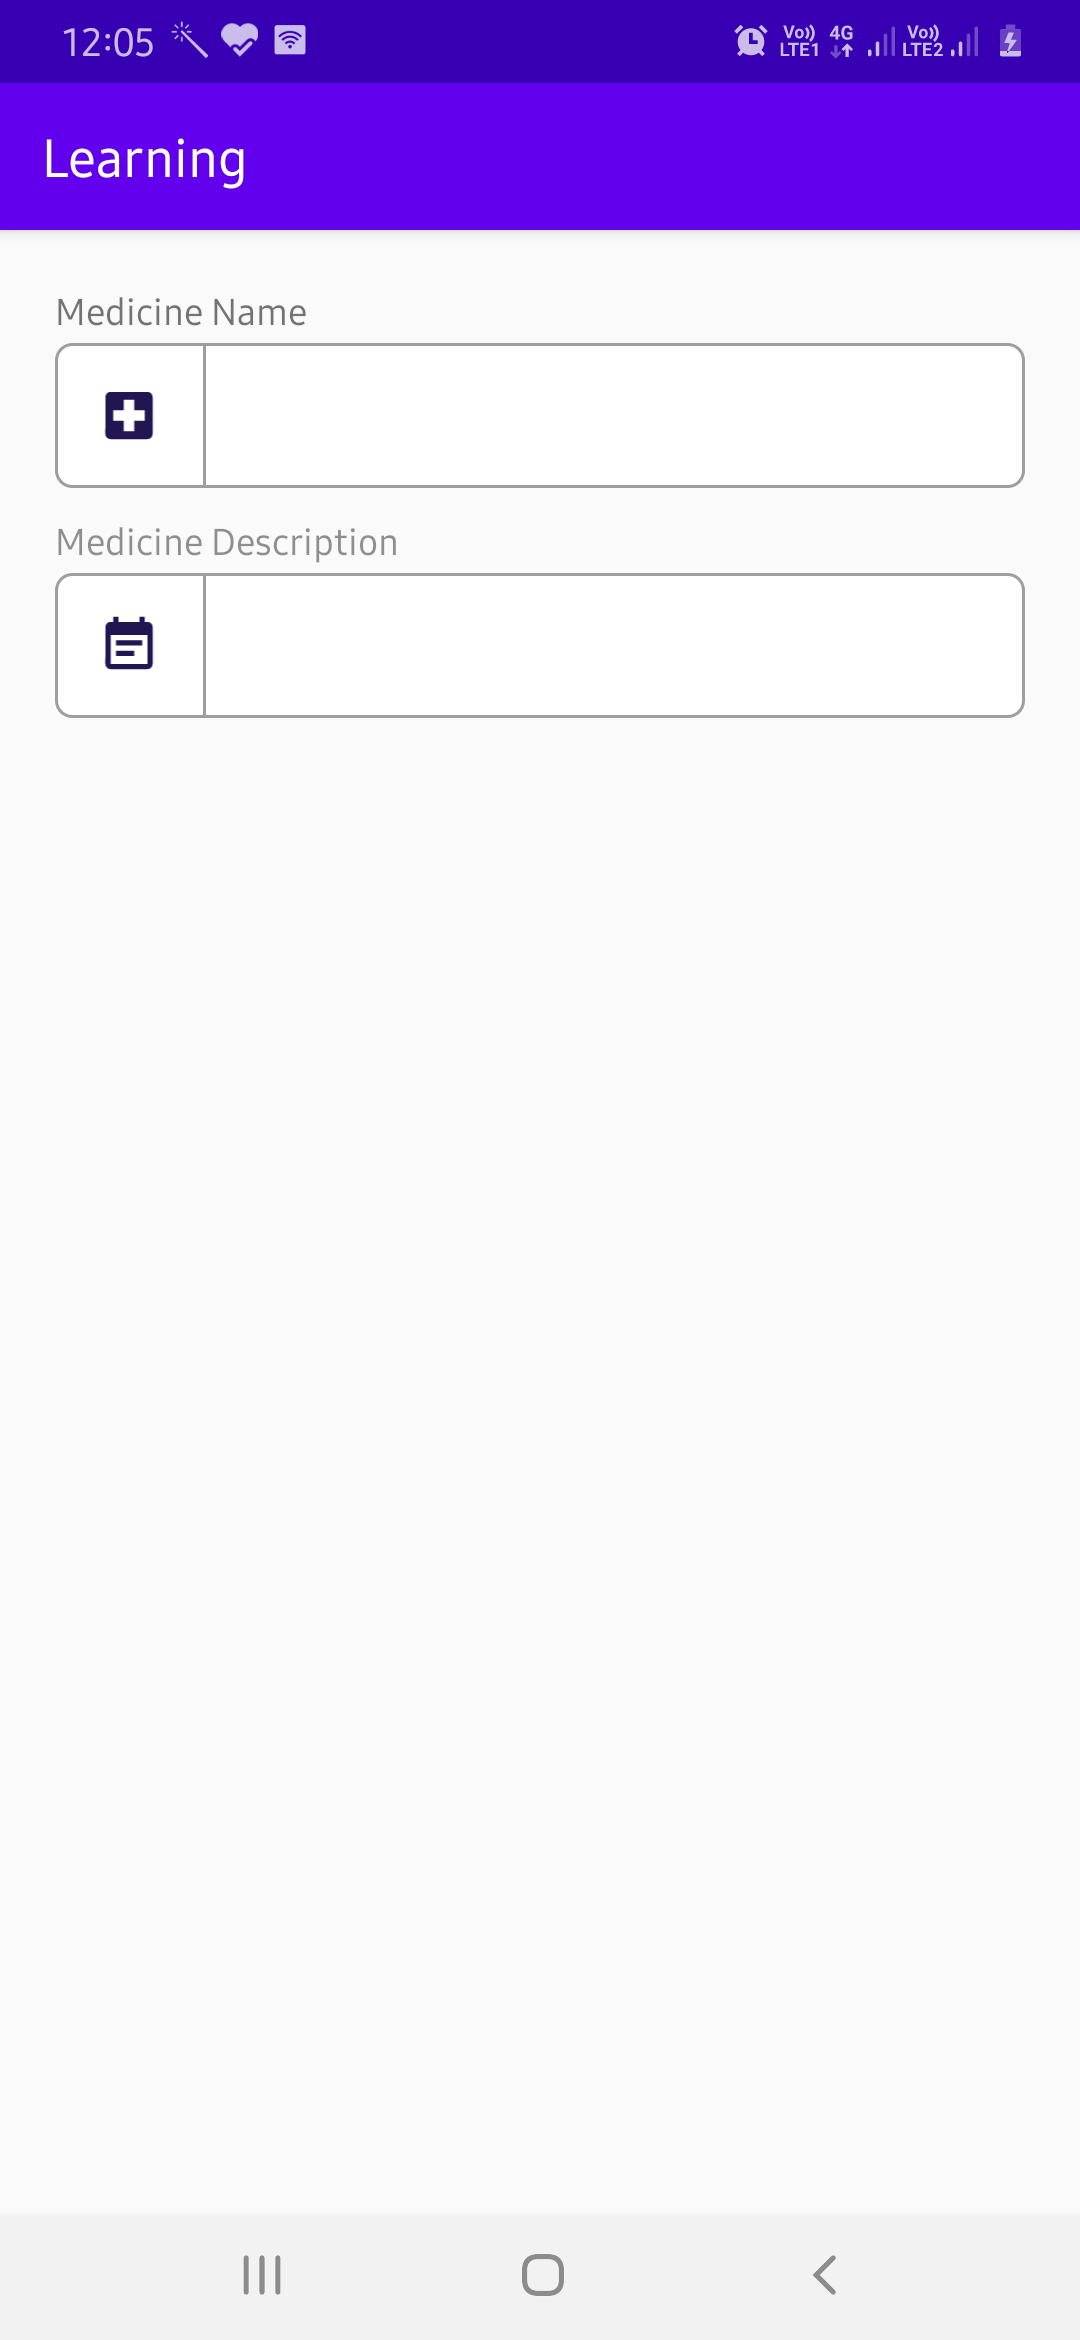 12:05 Vo)) LTE1 4G Vo)) LTE2
Learning
Medicine Name
Medicine Description